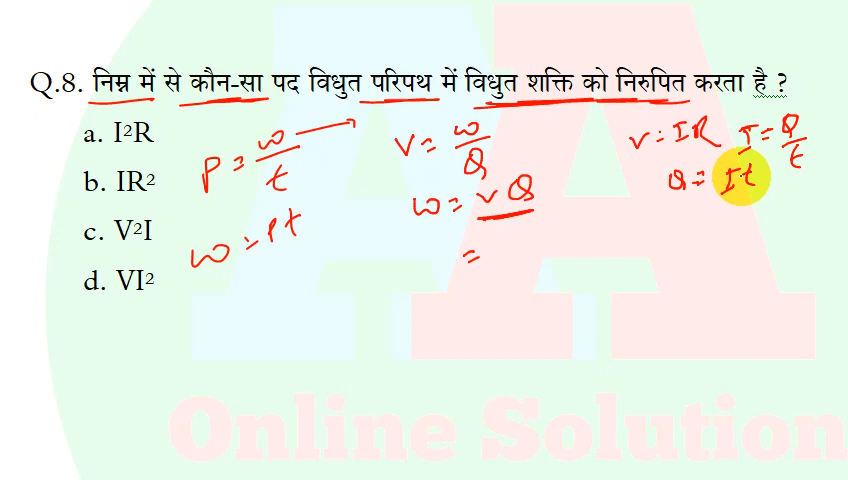 Q.8. निम्न में से कौन-सा पद विधुत परिपथ में विधुत शक्ति को निरुपित करता है ?
a. I²R
b. IR²
c. V²I
d. VI²
P = w/t
w = Pt
V = w/Q
w = VQ
=
V = IR
I = Q/t
Q = It
Online Solution